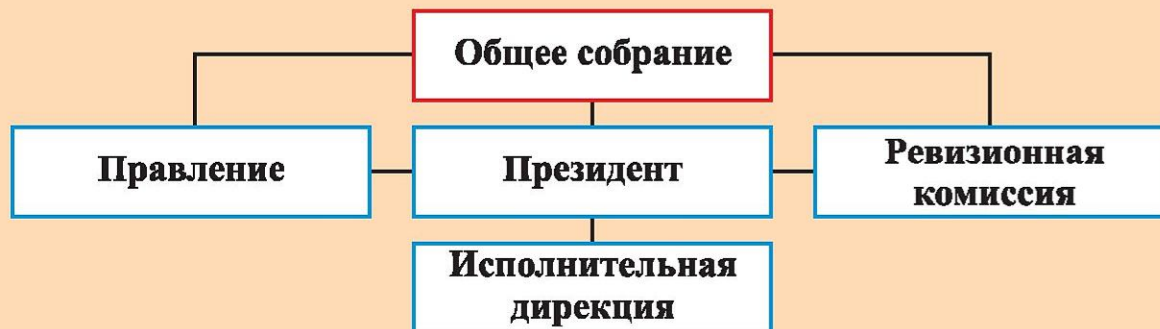 Общее собрание
Правление
Президент
Ревизионная
комиссия
Исполнительная
дирекция